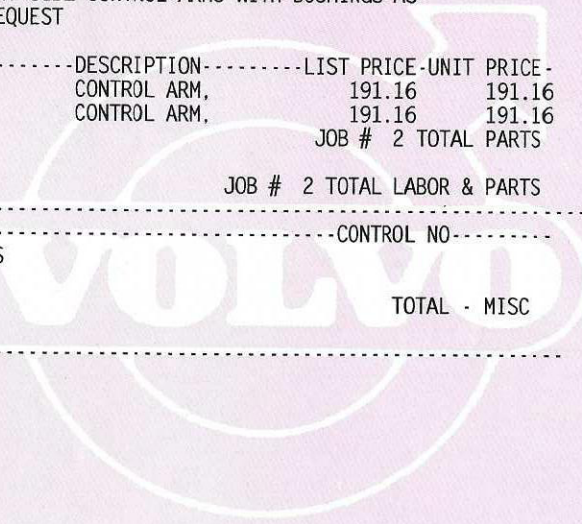 EQUEST
-------DESCRIPTION---------LIST PRICE-UNIT PRICE-
CONTROL ARM, 191.16 191.16
CONTROL ARM, 191.16 191.16
JOB # 2 TOTAL PARTS
JOB # 2 TOTAL LABOR & PARTS
CONTROL NO---------
S
VOLVO
TOTAL - MISC